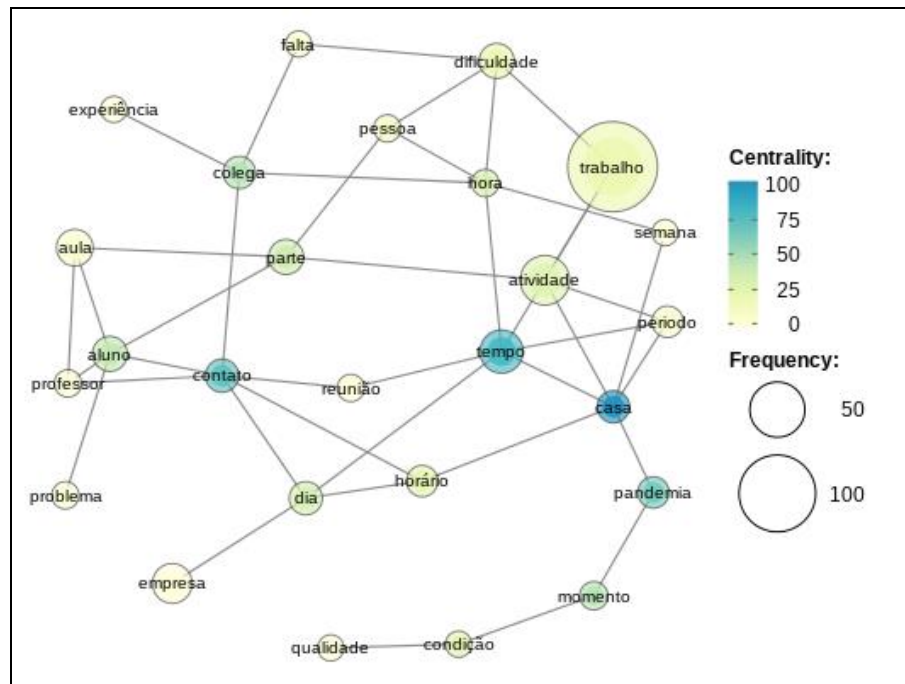 falta
dificuldade
experiência
pessoa
colega
hora
trabalho
semana
aula
parte
atividade
periodo
aluno
tempo
professor
contato
reunião
casa
problema
dia
horário
pandemia
empresa
momento
qualidade
condição
Centrality:
100
75
50
25
0
Frequency:
50
100